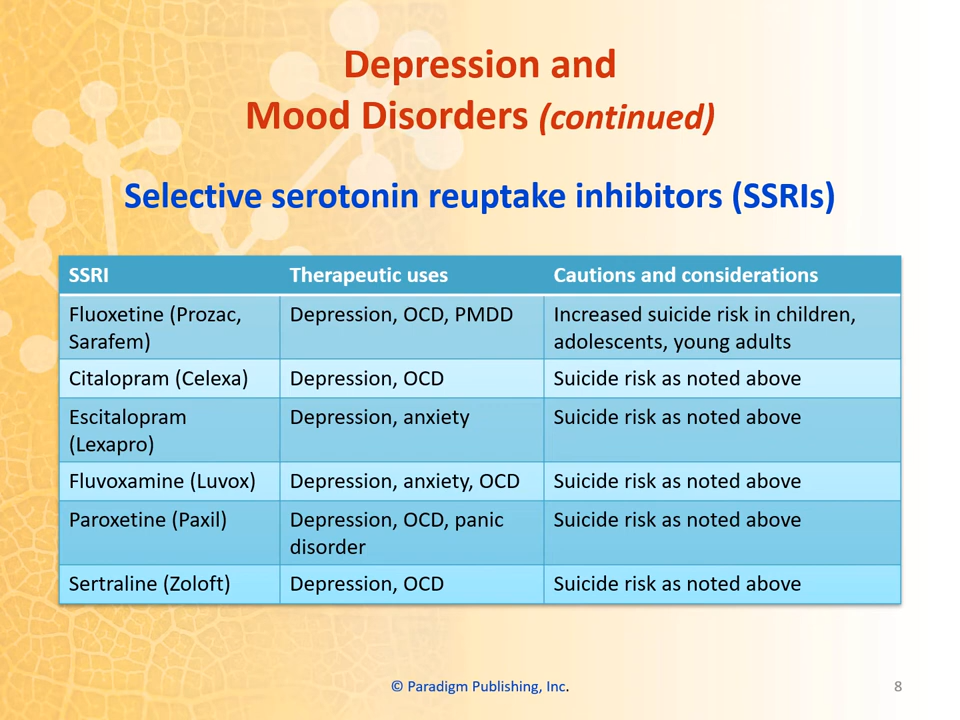 Depression and
Mood Disorders (continued)
Selective serotonin reuptake inhibitors (SSRIs)
SSRI Therapeutic uses Cautions and considerations
Fluoxetine (Prozac, Depression, OCD, PMDD Increased suicide risk in children,
Sarafem) adolescents, young adults
Citalopram (Celexa) Depression, OCD Suicide risk as noted above
Escitalopram Depression, anxiety Suicide risk as noted above
(Lexapro)
Fluvoxamine (Luvox) Depression, anxiety, OCD Suicide risk as noted above
Paroxetine (Paxil) Depression, OCD, panic Suicide risk as noted above
disorder
Sertraline (Zoloft) Depression, OCD Suicide risk as noted above
© Paradigm Publishing, Inc. 8